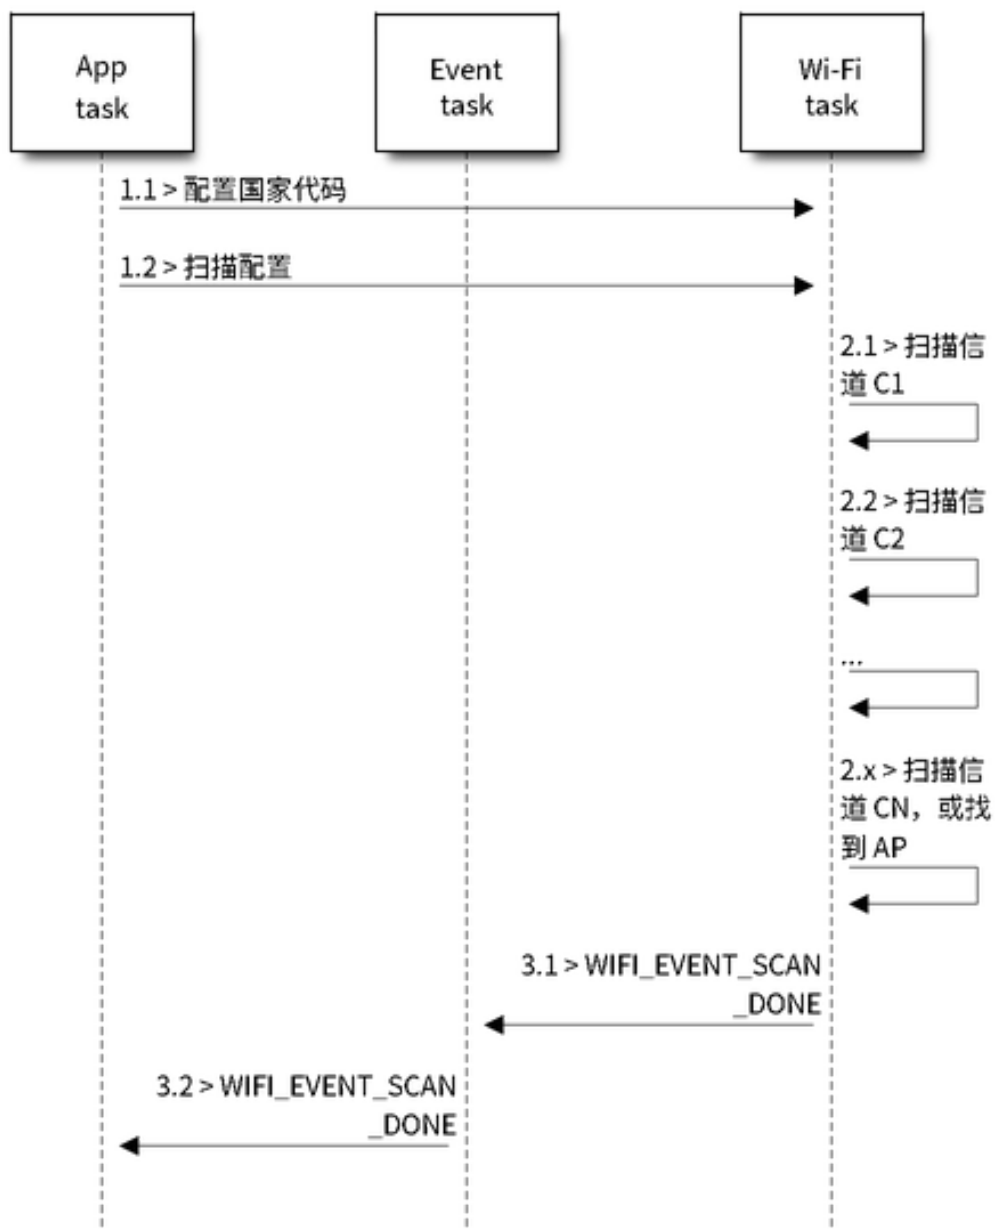 App
task
Event
task
Wi-Fi
task
1.1 > 配置国家代码
1.2 > 扫描配置
2.1 > 扫描信
道 C1
2.2 > 扫描信
道 C2
...
2.x > 扫描信
道 CN，或找
到 AP
3.1 > WIFI_EVENT_SCAN
_DONE
3.2 > WIFI_EVENT_SCAN
_DONE